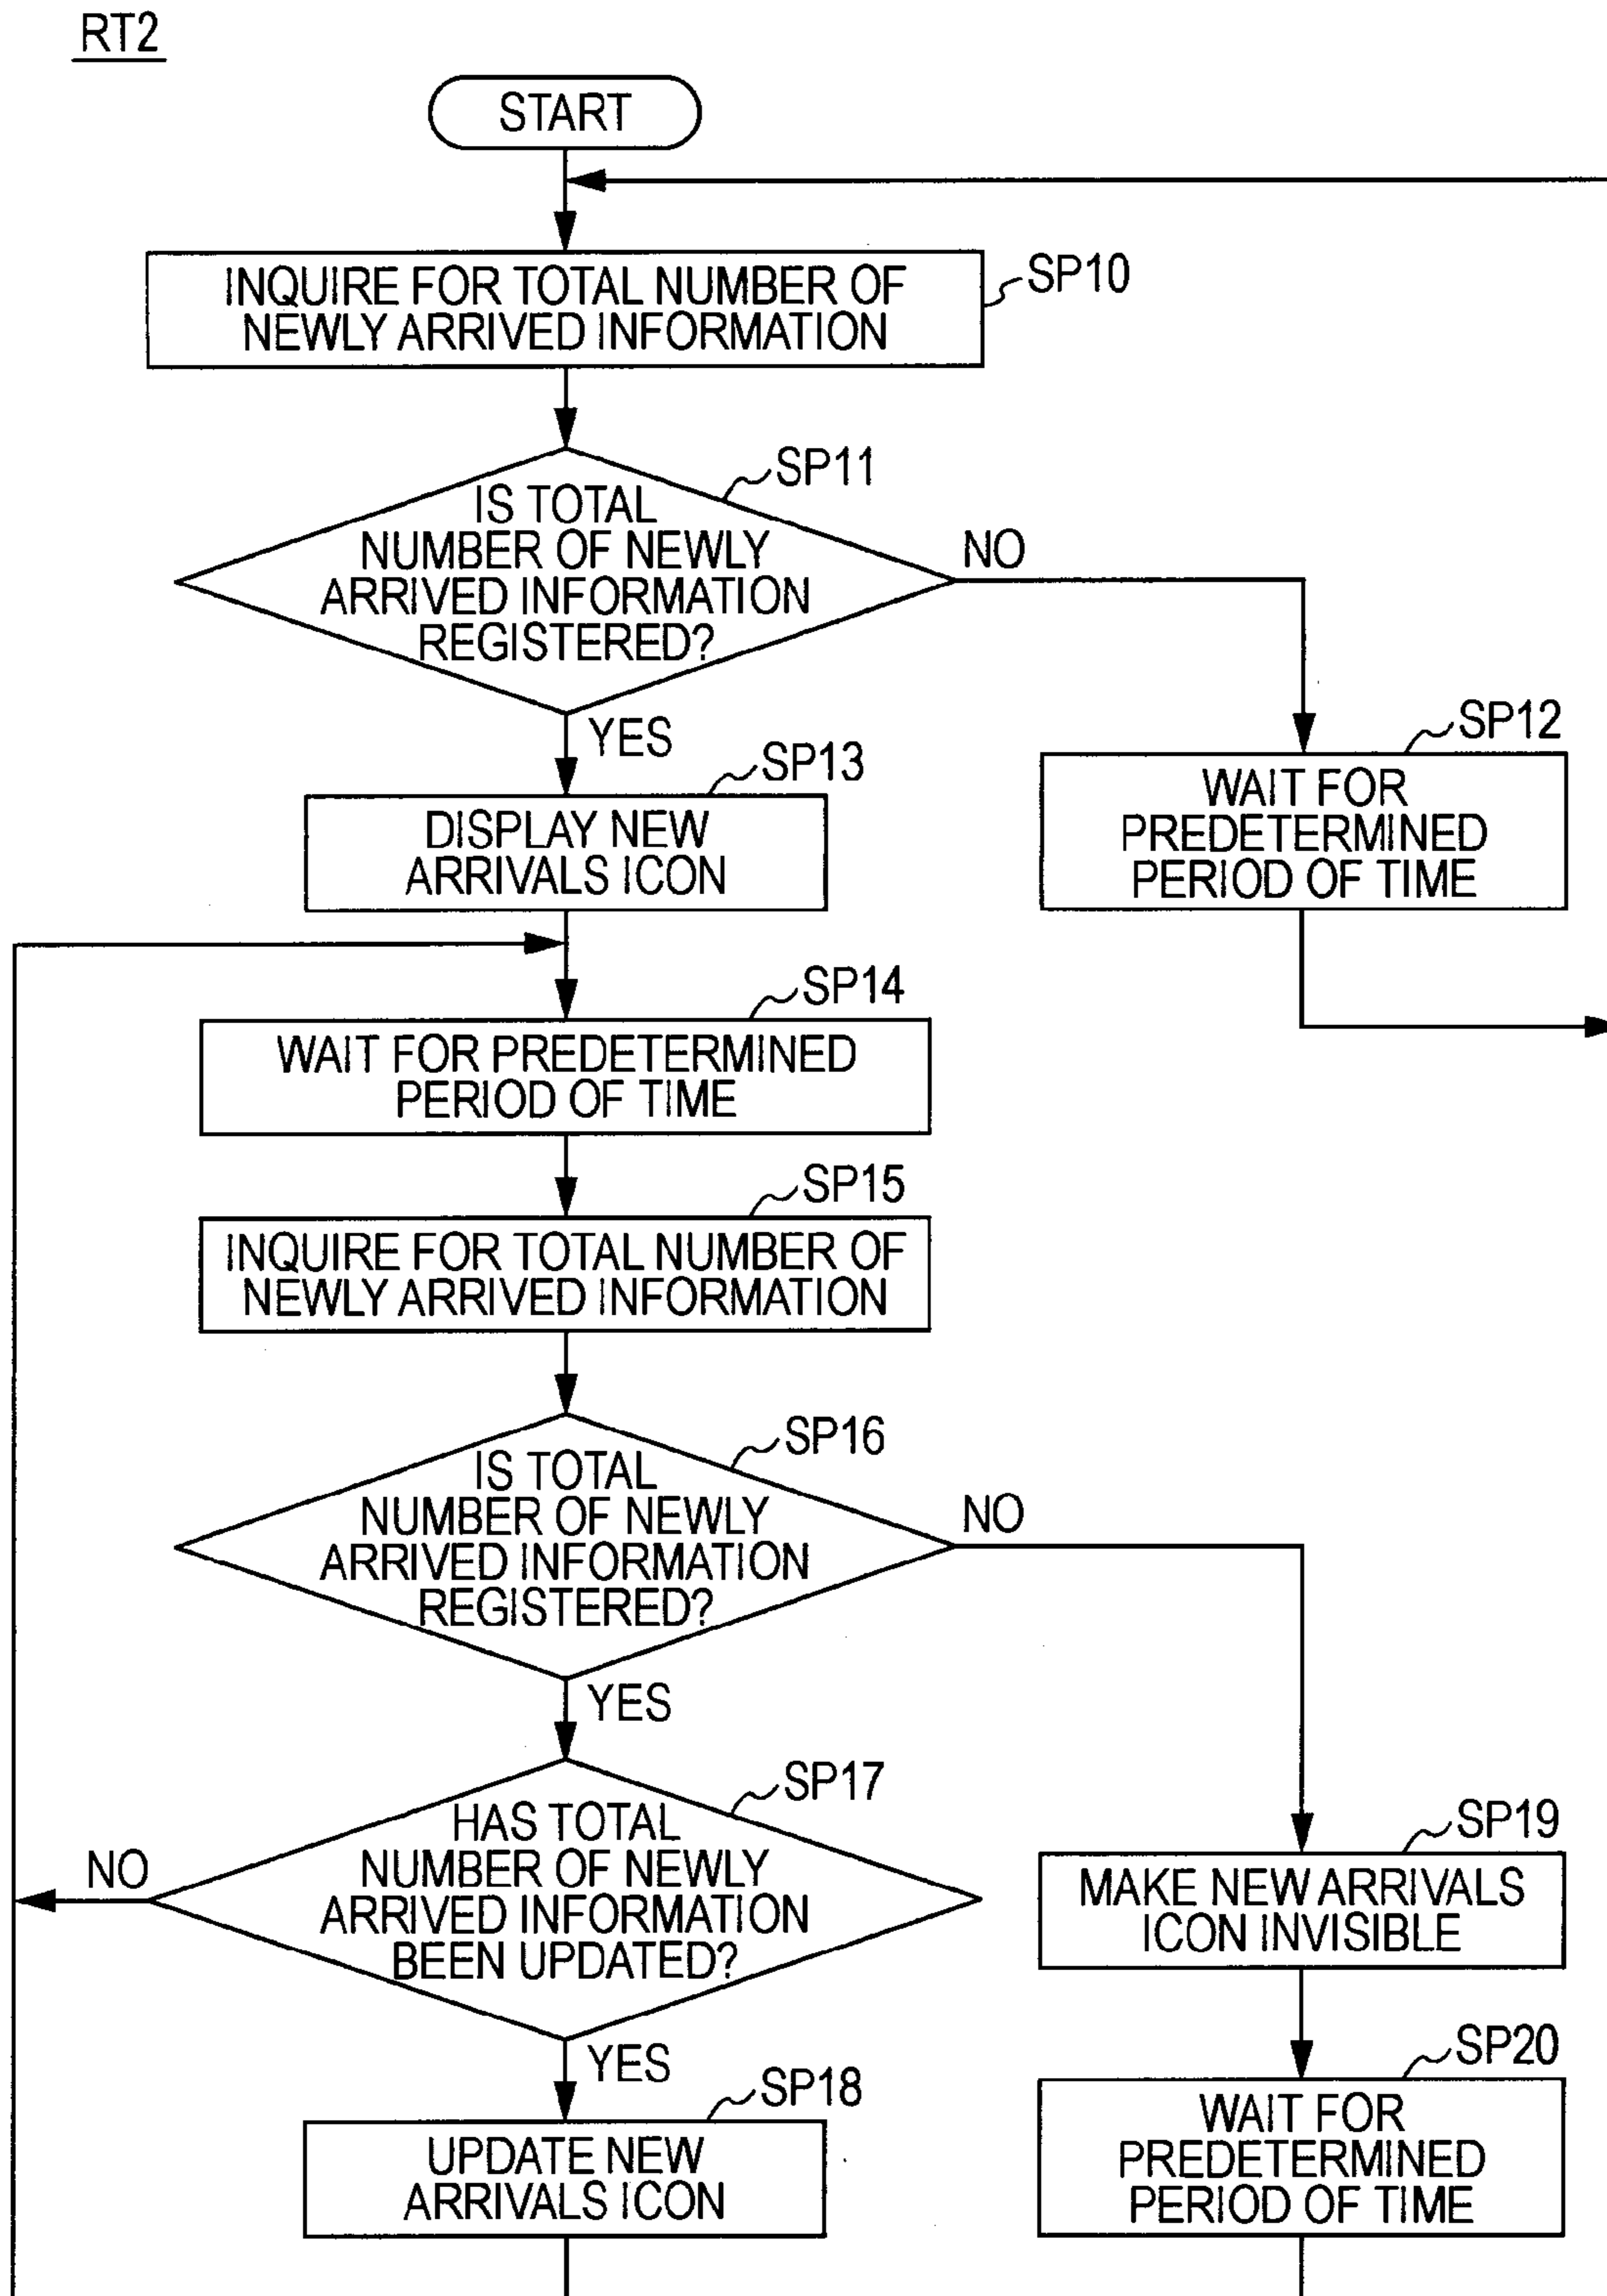 RT2
START
INQUIRE FOR TOTAL NUMBER OF
NEWLY ARRIVED INFORMATION
SP10
SP11
IS TOTAL
NUMBER OF NEWLY
ARRIVED INFORMATION
REGISTERED?
NO
YES
SP12
WAIT FOR
PREDETERMINED
PERIOD OF TIME
SP13
DISPLAY NEW
ARRIVALS ICON
SP14
WAIT FOR PREDETERMINED
PERIOD OF TIME
SP15
INQUIRE FOR TOTAL NUMBER OF
NEWLY ARRIVED INFORMATION
SP16
IS TOTAL
NUMBER OF NEWLY
ARRIVED INFORMATION
REGISTERED?
NO
YES
SP17
HAS TOTAL
NUMBER OF NEWLY
ARRIVED INFORMATION
BEEN UPDATED?
NO
YES
SP18
UPDATE NEW
ARRIVALS ICON
SP19
MAKE NEW ARRIVALS
ICON INVISIBLE
SP20
WAIT FOR
PREDETERMINED
PERIOD OF TIME